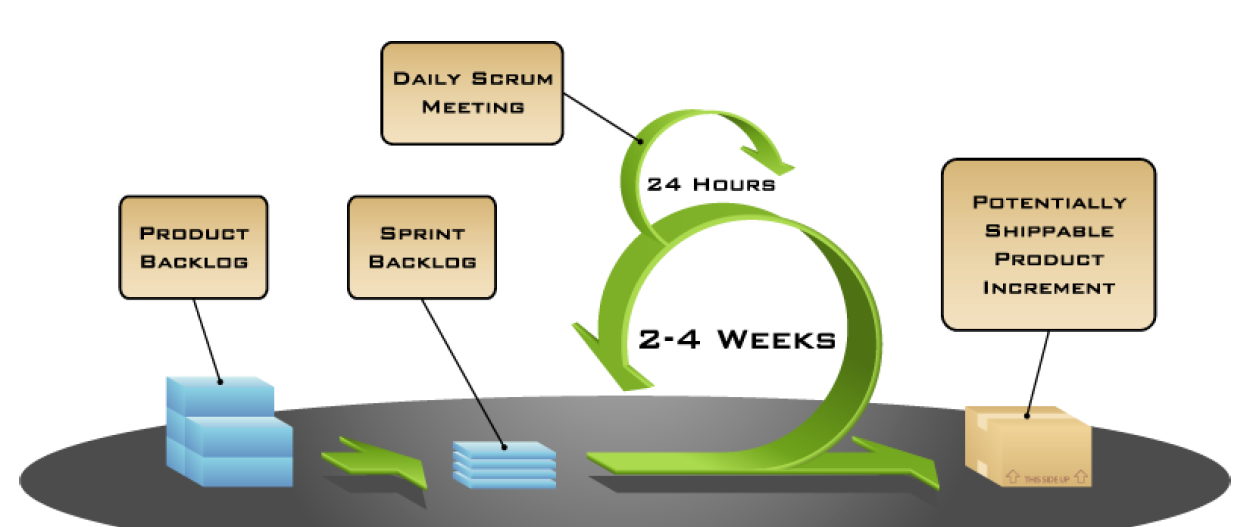 DAILY SCRUM
MEETING
24 HOURS
PRODUCT
BACKLOG
SPRINT
BACKLOG
2-4 WEEKS
POTENTIALLY
SHIPPABLE
PRODUCT
INCREMENT
THIS SIDE UP